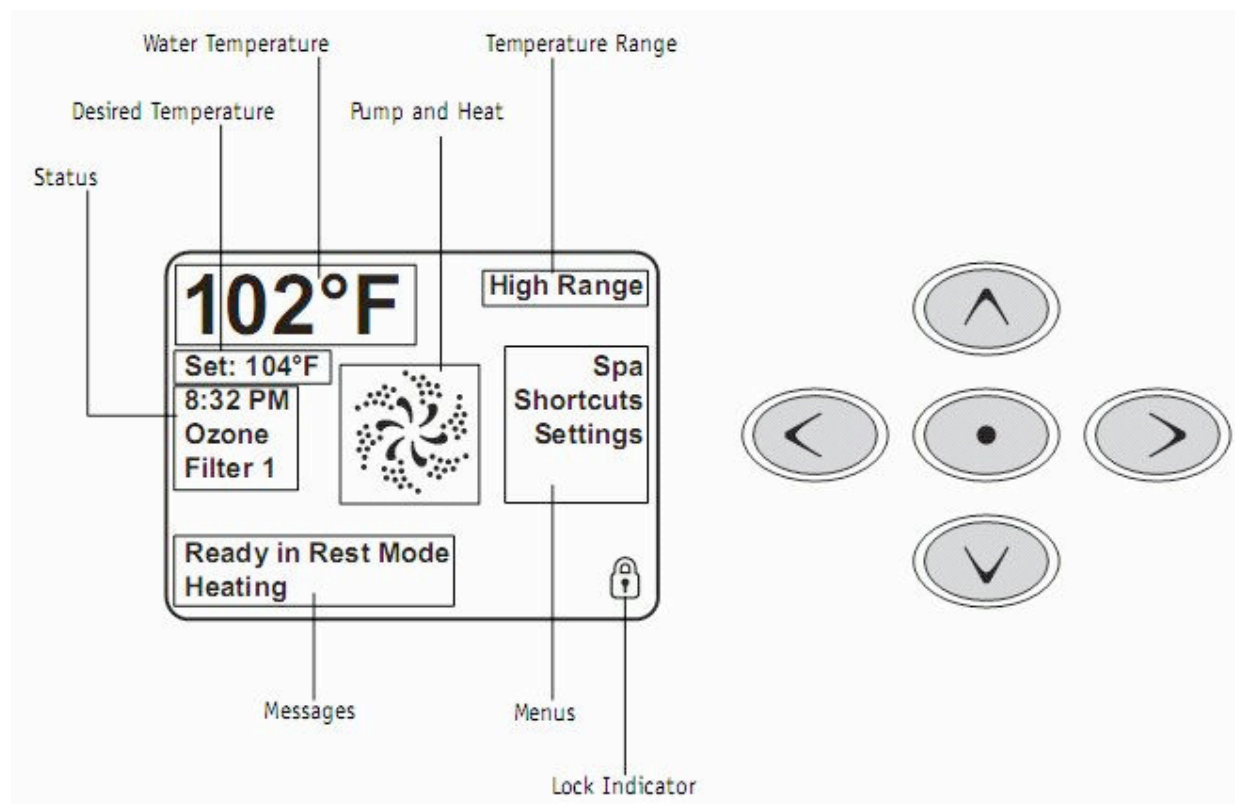 Water Temperature
Temperature Range
Desired Temperature
Pump and Heat
Status
102°F
High Range
Set: 104°F
8:32 PM
Ozone
Filter 1
Spa
Shortcuts
Settings
Ready in Rest Mode
Heating
Messages
Menus
Lock Indicator